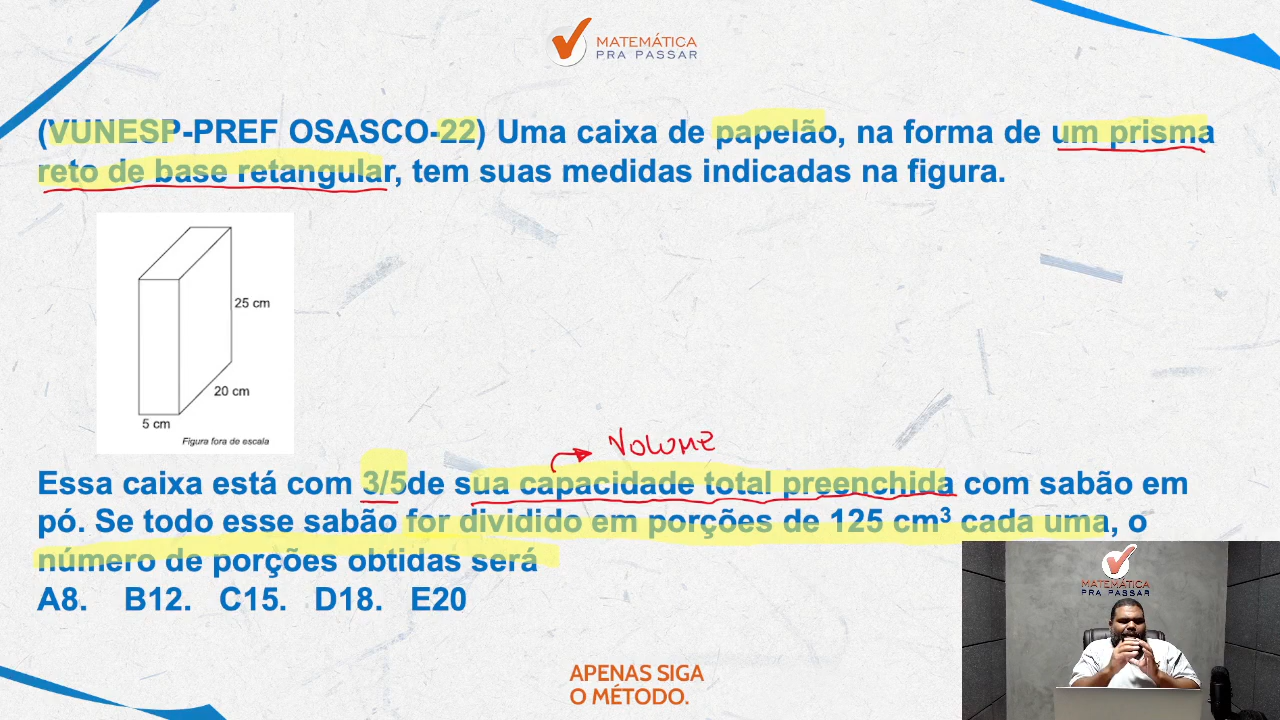 MATEMÁTICA
PRA PASSAR
(VUNESP-PREF OSASCO-22) Uma caixa de papelão, na forma de um prisma
reto de base retangular, tem suas medidas indicadas na figura.
25 cm
20 cm
5 cm
Figura fora de escala
VOLUME
Essa caixa está com 3/5de sua capacidade total preenchida com sabão em
pó. Se todo esse sabão for dividido em porções de 125 cm³ cada uma, o
número de porções obtidas será
A8. B12. C15. D18. E20
MATEMÁTICA
PRA PASSAR
APENAS SIGA
O MÉTODO.